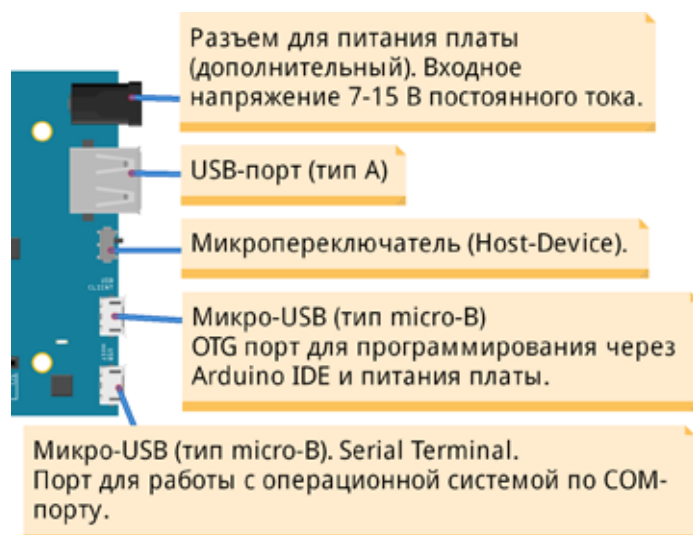 Разъем для питания платы
(дополнительный). Входное
напряжение 7-15 В постоянного тока.
USB-порт (тип A)
Микропереключатель (Host-Device).
USB
CLIENT
Микро-USB (тип micro-B)
OTG порт для программирования через
Arduino IDE и питания платы.
Микро-USB (тип micro-B). Serial Terminal.
Порт для работы с операционной системой по COM-
порту.